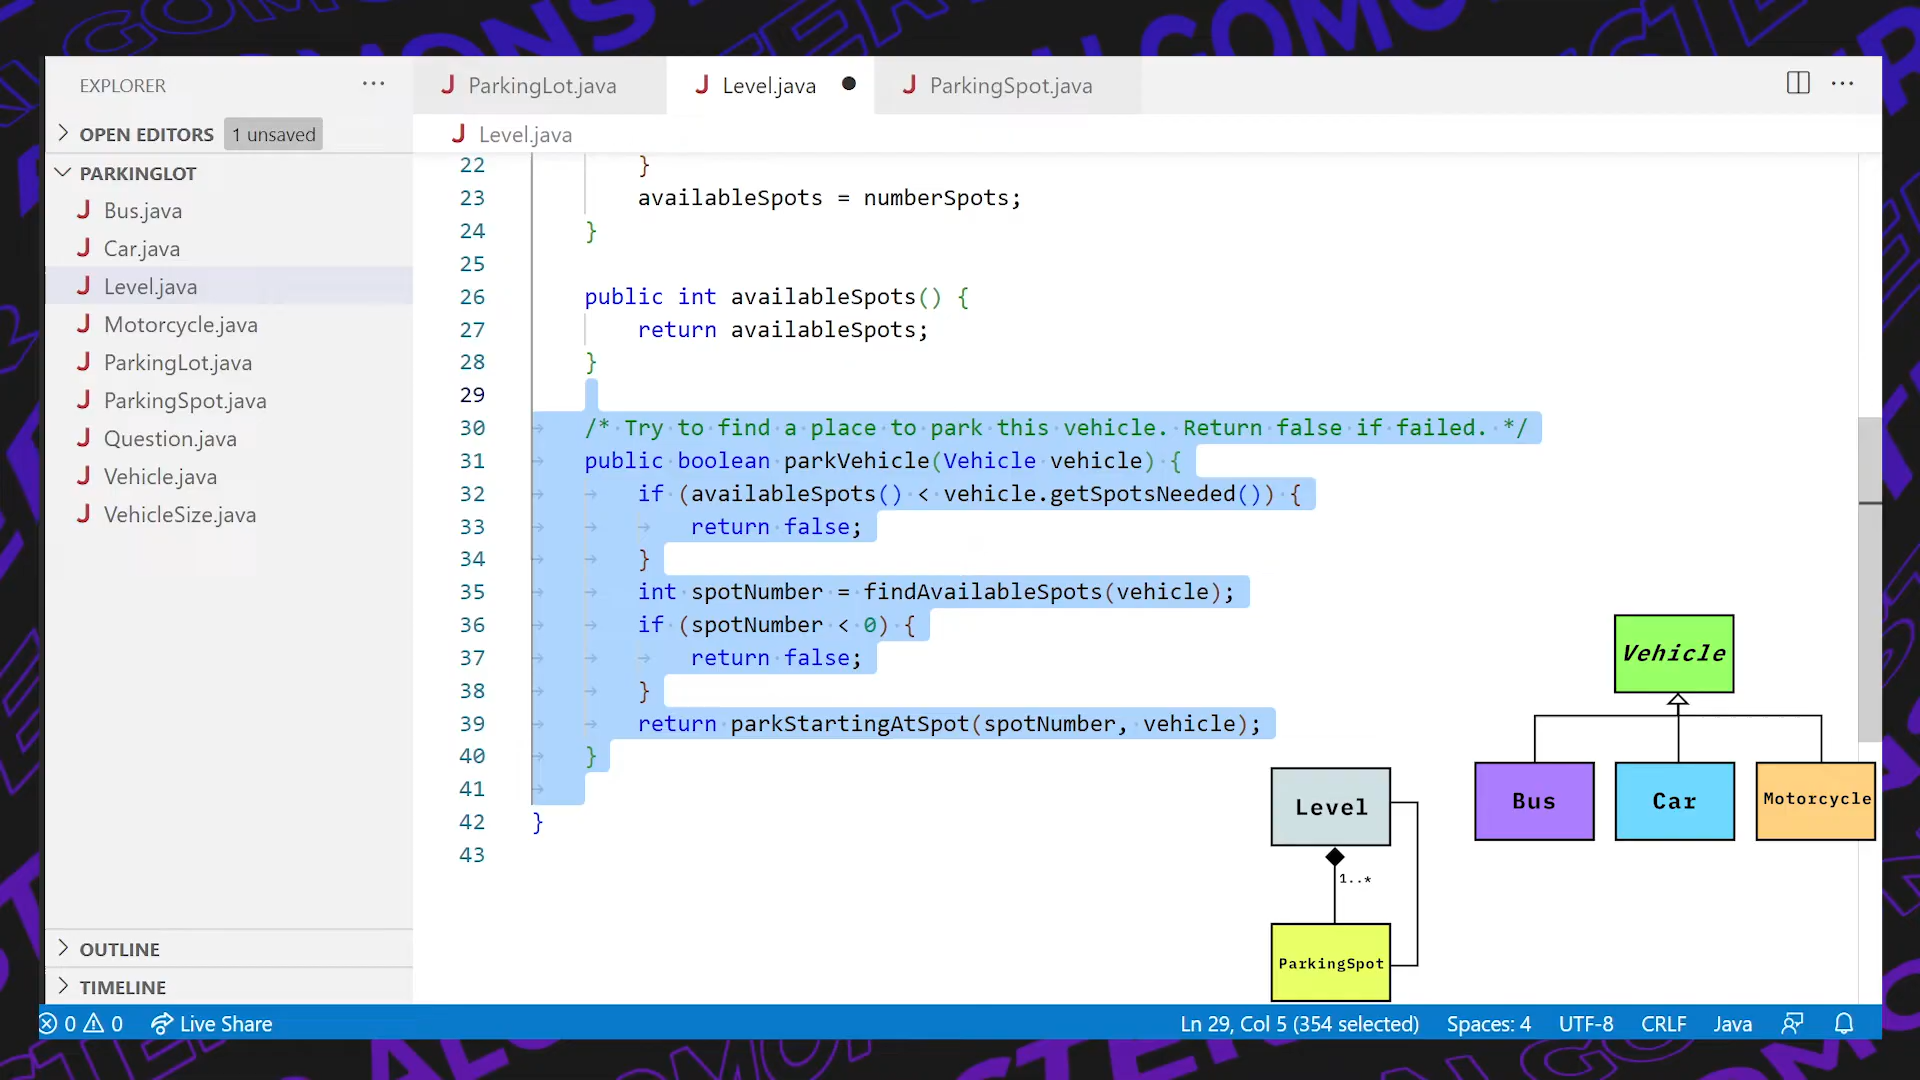 EXPLORER
ParkingLot.java
Level.java
ParkingSpot.java
OPEN EDITORS
1 unsaved
Level.java
PARKINGLOT
Bus.java
Car.java
Level.java
Motorcycle.java
ParkingLot.java
ParkingSpot.java
Question.java
Vehicle.java
VehicleSize.java
OUTLINE
TIMELINE
22 }
23 availableSpots = numberSpots;
24 }
25
26 public int availableSpots() {
27 return availableSpots;
28 }
29
30 /* Try to find a place to park this vehicle. Return false if failed. */
31 public boolean parkVehicle(Vehicle vehicle) {
32 if (availableSpots() < vehicle.getSpotsNeeded()) {
33 return false;
34 }
35 int spotNumber = findAvailableSpots(vehicle);
36 if (spotNumber < 0) {
37 return false;
38 }
39 return parkStartingAtSpot(spotNumber, vehicle);
40 }
41
42 }
43
Vehicle
Bus
Car
Motorcycle
Level
1..*
ParkingSpot
0 0 Live Share
Ln 29, Col 5 (354 selected)
Spaces: 4
UTF-8
CRLF
Java